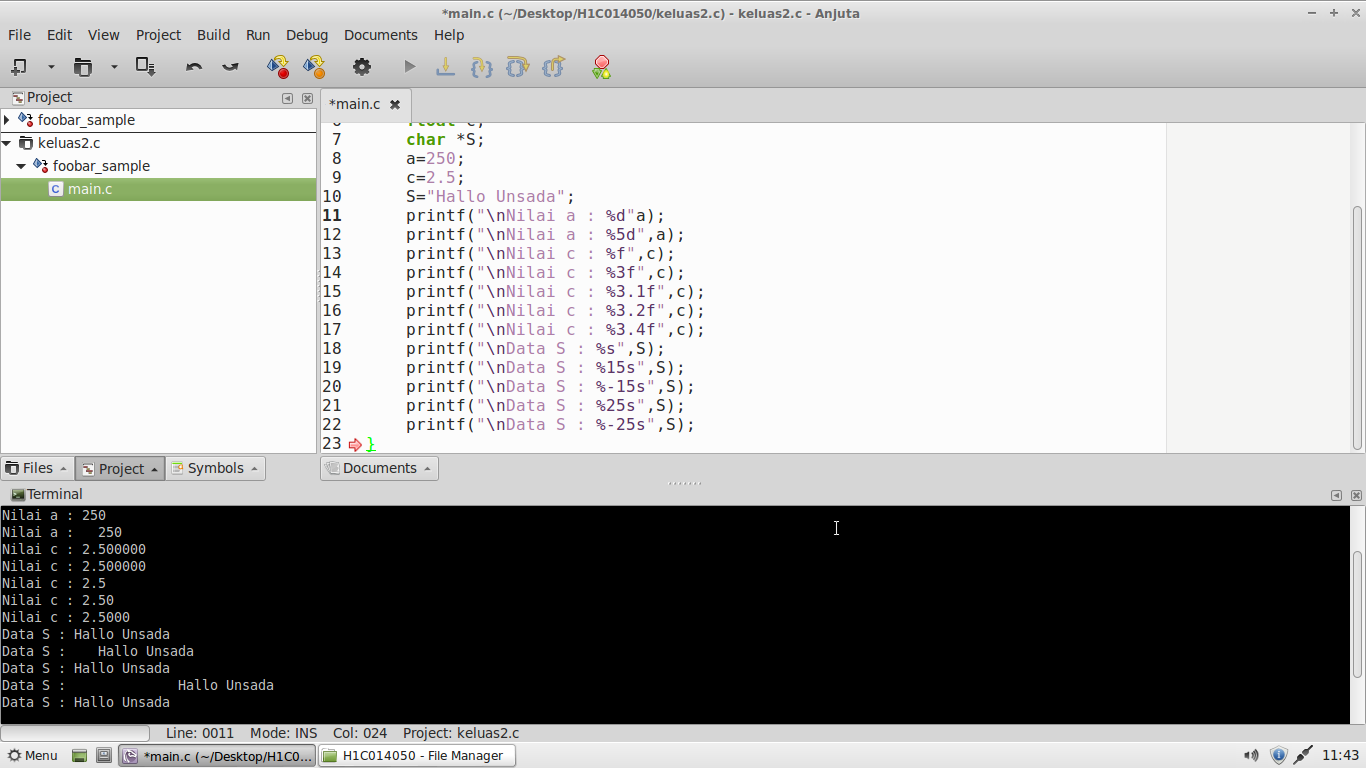 *main.c (~/Desktop/H1C014050/keluas2.c) - keluas2.c - Anjuta
File Edit View Project Build Run Debug Documents Help
Project
*main.c
foobar_sample
keluas2.c
foobar_sample
C main.c
7 char *S;
8 a=250;
9 c=2.5;
10 S="Hallo Unsada";
11 printf("\nNilai a : %d"a);
12 printf("\nNilai a : %5d",a);
13 printf("\nNilai c : %f",c);
14 printf("\nNilai c : %3f",c);
15 printf("\nNilai c : %3.1f",c);
16 printf("\nNilai c : %3.2f",c);
17 printf("\nNilai c : %3.4f",c);
18 printf("\nData S : %s",S);
19 printf("\nData S : %15s",S);
20 printf("\nData S : %-15s",S);
21 printf("\nData S : %25s",S);
22 printf("\nData S : %-25s",S);
23 }
Files Project Symbols Documents
Terminal
Nilai a : 250
Nilai a :   250
Nilai c : 2.500000
Nilai c : 2.500000
Nilai c : 2.5
Nilai c : 2.50
Nilai c : 2.5000
Data S : Hallo Unsada
Data S :    Hallo Unsada
Data S : Hallo Unsada
Data S :              Hallo Unsada
Data S : Hallo Unsada
Line: 0011 Mode: INS Col: 024 Project: keluas2.c
Menu *main.c (~/Desktop/H1C0... H1C014050 - File Manager 11:43